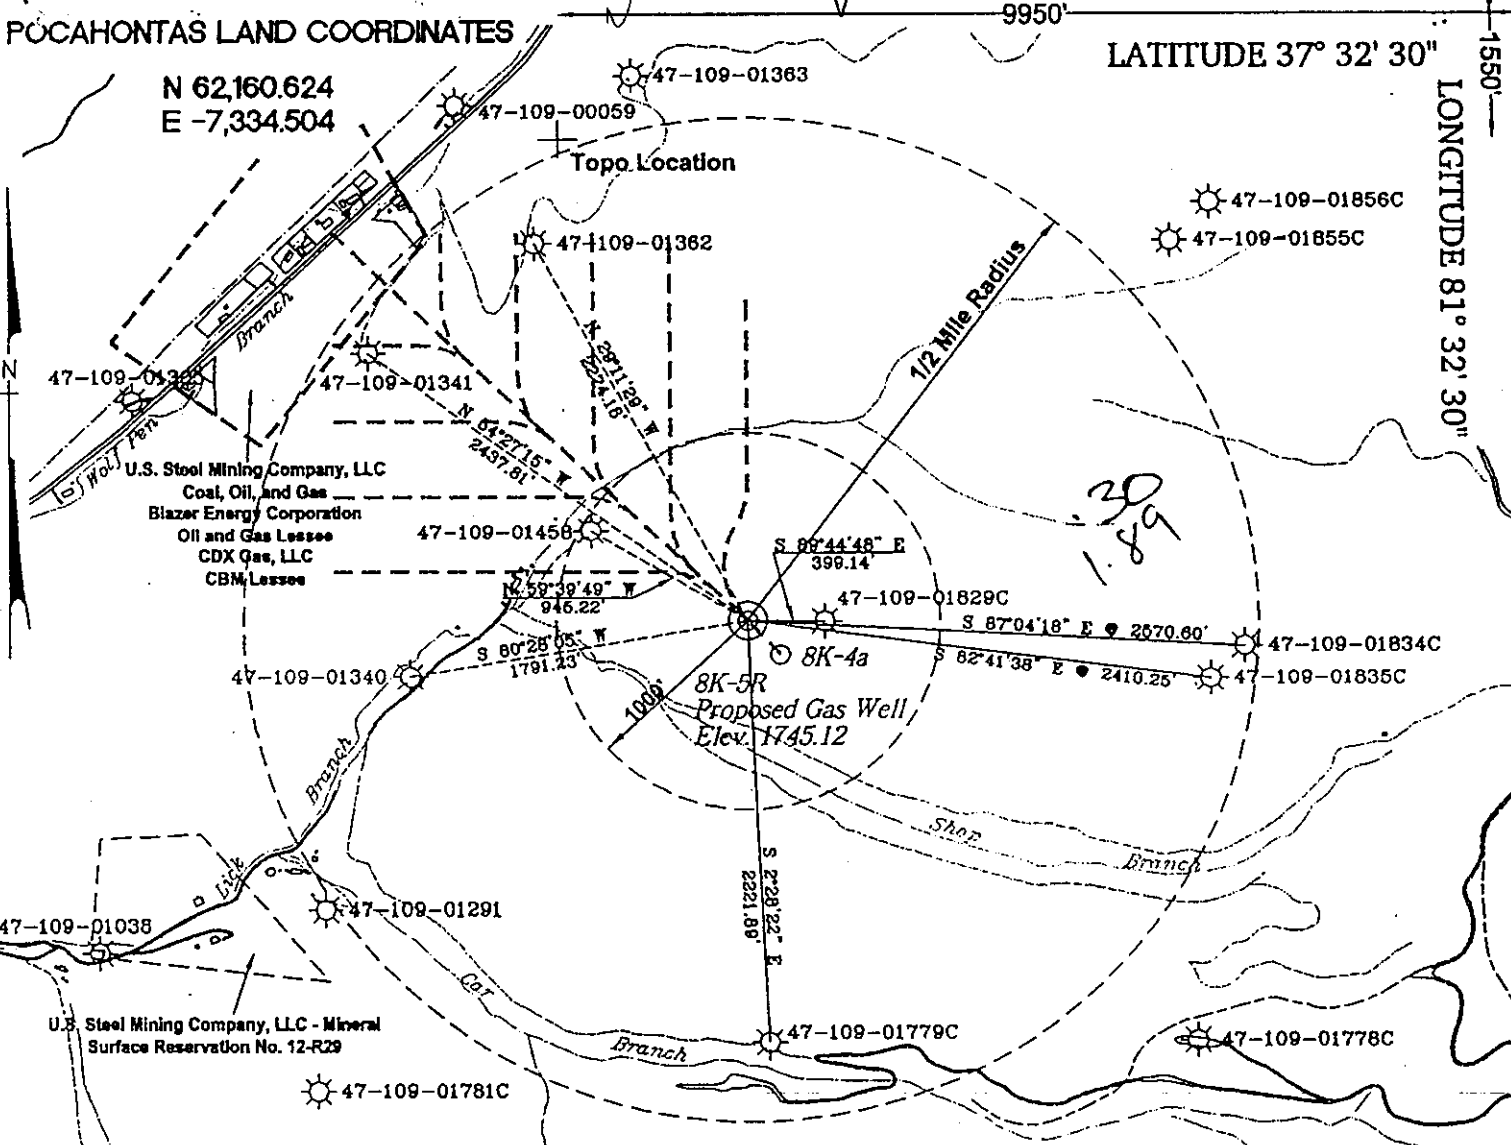 9950'
POCAHONTAS LAND COORDINATES
N 62,160.624
E -7,334.504
LATITUDE 37° 32' 30"
1550'
LONGITUDE 81° 32' 30"
47-109-01363
47-109-00059
Topo Location
47-109-01856C
47-109-01855C
47-109-01362
1/2 Mile Radius
Branch
N
N 29°11'29" W
2224.18'
47-109-01341
N 54°27'15" W
2437.81'
Wolf Pen
U.S. Steel Mining Company, LLC
Coal, Oil, and Gas
Blazer Energy Corporation
Oil and Gas Lessee
CDX Gas, LLC
CBM Lessee
.30
1.89
47-109-01458
S 89°44'48" E
399.14'
N 59°39'49" W
945.22'
47-109-01829C
S 87°04'18" E @ 2570.60'
47-109-01834C
S 80°28'05" W
1791.23'
S 82°41'38" E @ 2410.25'
47-109-01835C
47-109-01340
8K-4a
8K-5R
Proposed Gas Well
Elev. 1745.12
1000'
Branch
Shop
Branch
S 2°28'22" E
2221.89'
Lick
47-109-01291
47-109-01038
Car
U.S. Steel Mining Company, LLC - Mineral
Surface Reservation No. 12-R29
Branch
47-109-01779C
47-109-01778C
47-109-01781C